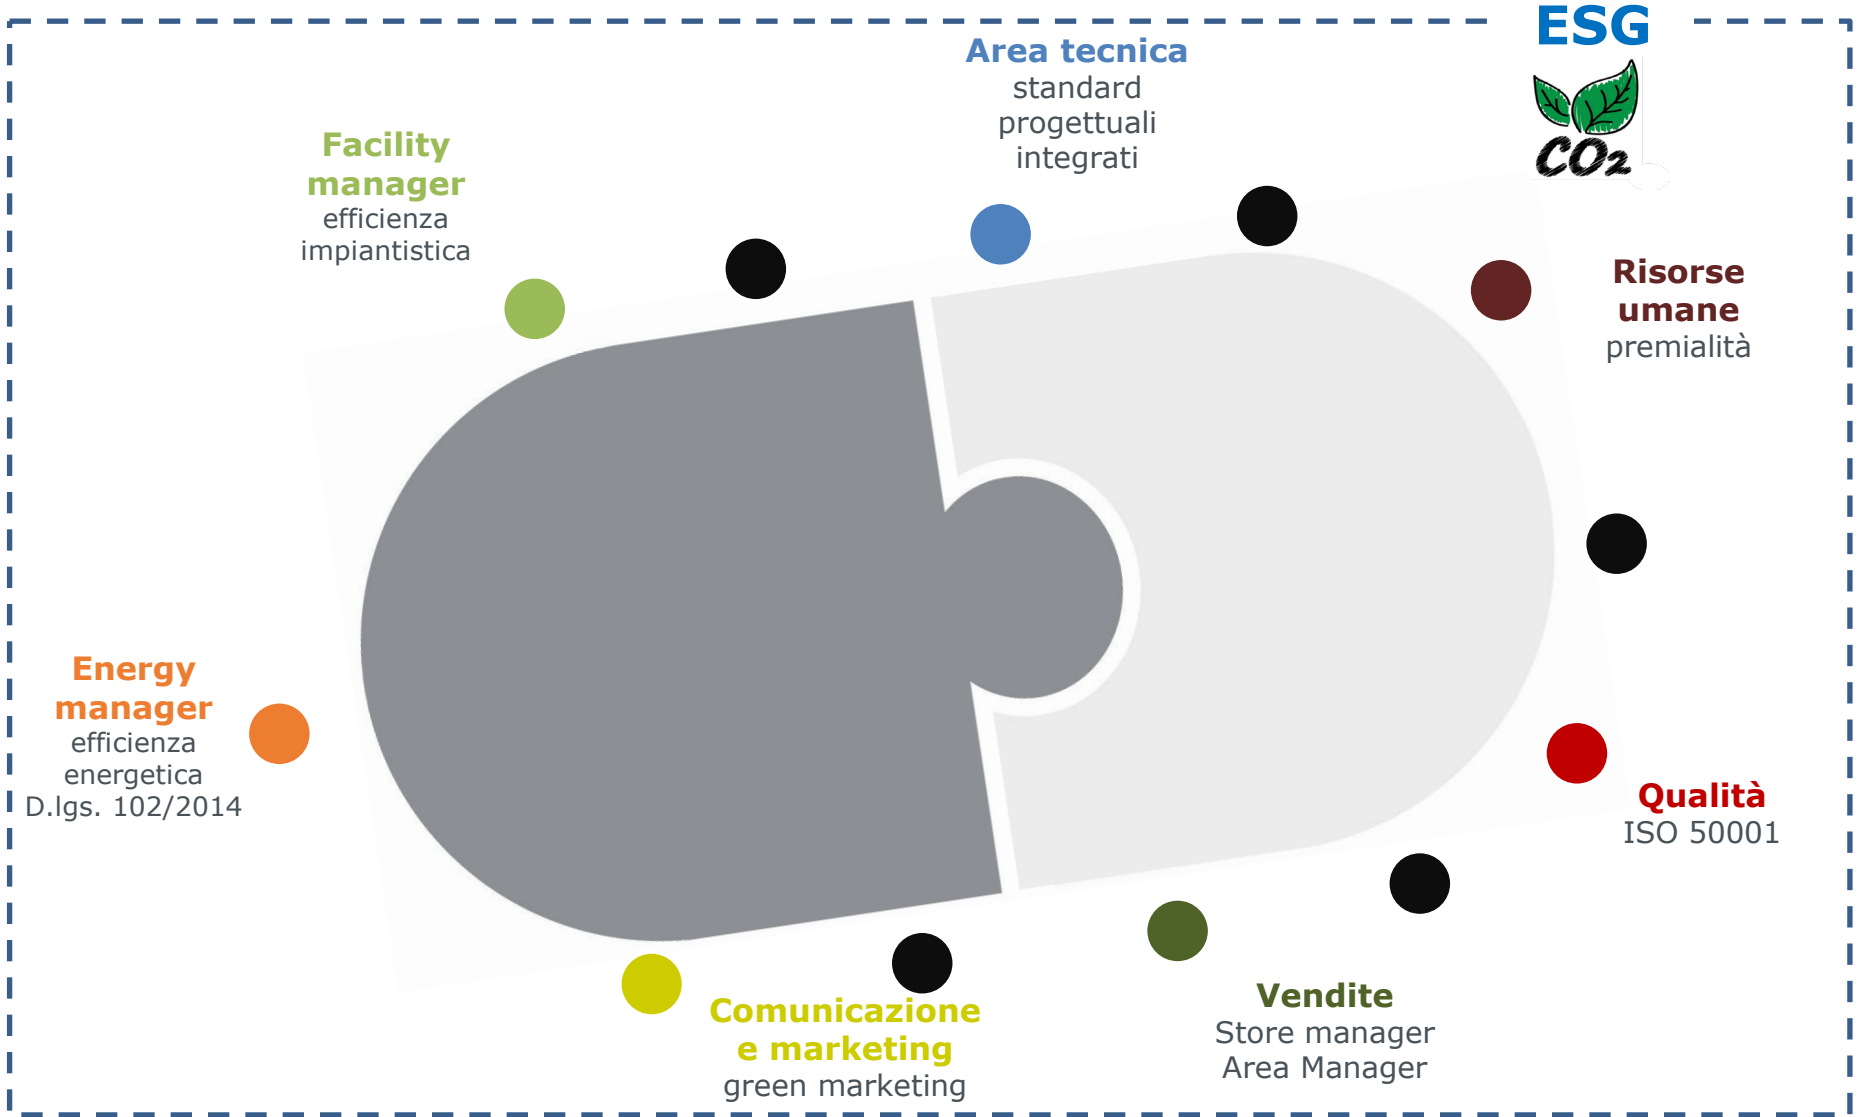 ESG
CO2
Area tecnica
standard
progettuali
integrati
Facility
manager
efficienza
impiantistica
Risorse
umane
premialità
Energy
manager
efficienza
energetica
D.lgs. 102/2014
Qualità
ISO 50001
Vendite
Store manager
Area Manager
Comunicazione
e marketing
green marketing